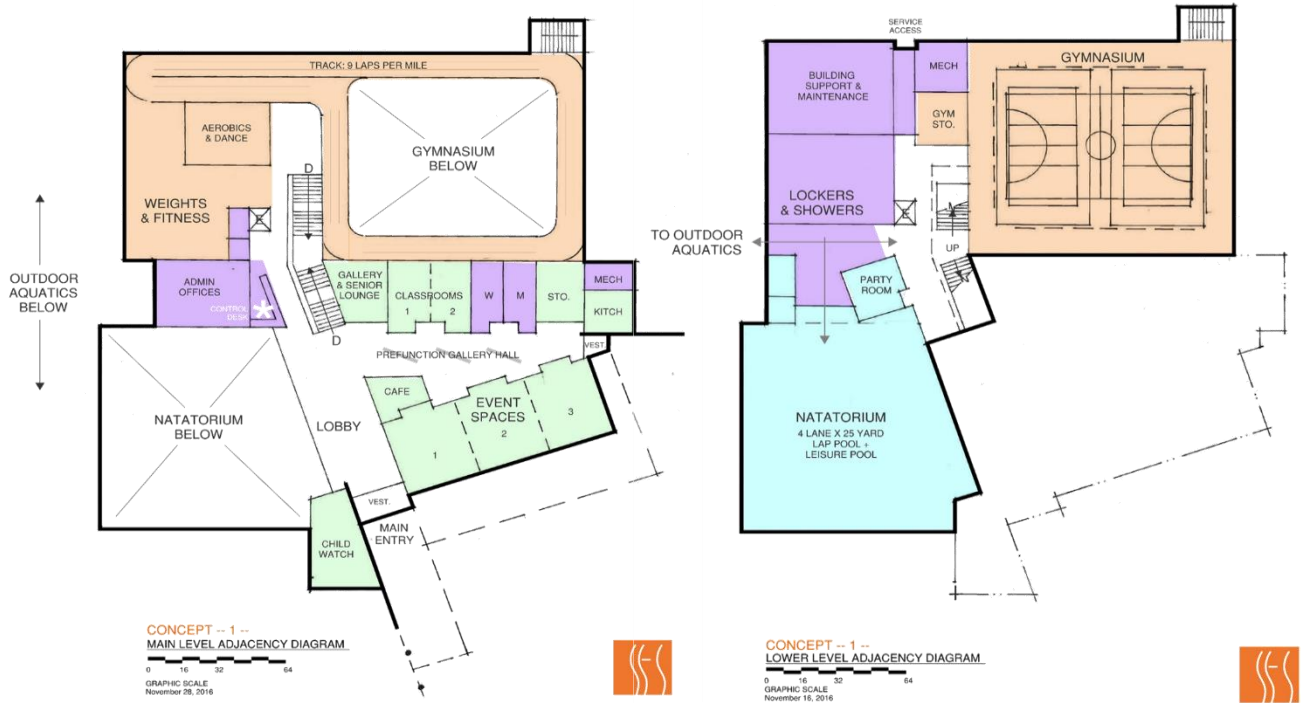 TRACK: 9 LAPS PER MILE
AEROBICS
& DANCE
GYMNASIUM
BELOW
D
WEIGHTS
& FITNESS
E
OUTDOOR
AQUATICS
BELOW
ADMIN
OFFICES
CONTROL
DESK
GALLERY
& SENIOR
LOUNGE
CLASSROOMS
1
2
W
M
STO.
MECH
KITCH
D
PREFUNCTION GALLERY HALL
VEST.
CAFE
EVENT
SPACES
1
2
3
NATATORIUM
BELOW
LOBBY
VEST.
MAIN
ENTRY
CHILD
WATCH
CONCEPT -- 1 --
MAIN LEVEL ADJACENCY DIAGRAM
0 16 32 64
GRAPHIC SCALE
November 28, 2016
SERVICE
ACCESS
BUILDING
SUPPORT &
MAINTENANCE
MECH
GYM
STO.
GYMNASIUM
LOCKERS
& SHOWERS
E
TO OUTDOOR
AQUATICS
UP
PARTY
ROOM
NATATORIUM
4 LANE X 25 YARD
LAP POOL +
LEISURE POOL
CONCEPT -- 1 --
LOWER LEVEL ADJACENCY DIAGRAM
0 16 32 64
GRAPHIC SCALE
November 16, 2016